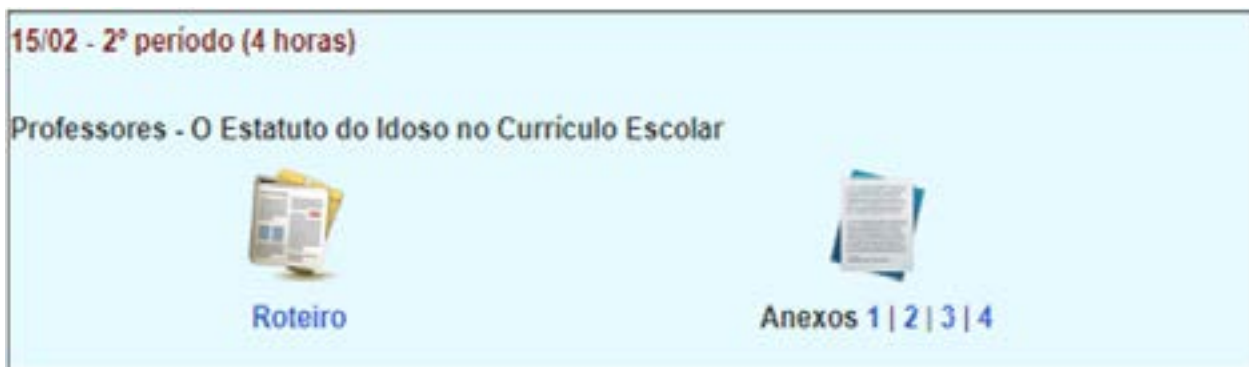 15/02 - 2º período (4 horas)
Professores - O Estatuto do Idoso no Currículo Escolar
Roteiro
Anexos 1 | 2 | 3 | 4